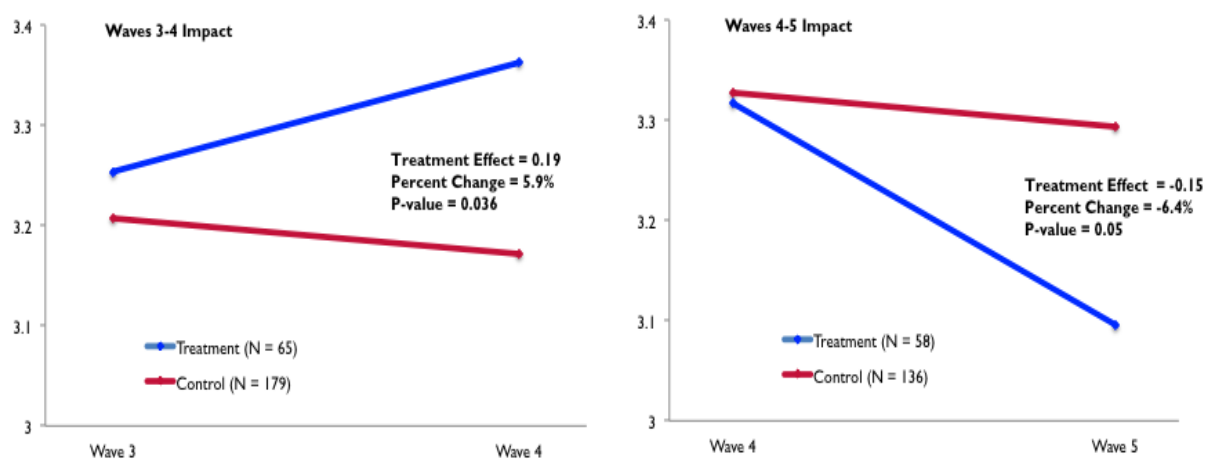 Waves 3-4 Impact
3.4
3.3
3.2
3.1
3
Treatment Effect = 0.19
Percent Change = 5.9%
P-value = 0.036
Treatment (N = 65)
Control (N = 179)
Wave 3
Wave 4
Waves 4-5 Impact
3.4
3.3
3.2
3.1
3
Treatment Effect = -0.15
Percent Change = -6.4%
P-value = 0.05
Treatment (N = 58)
Control (N = 136)
Wave 4
Wave 5